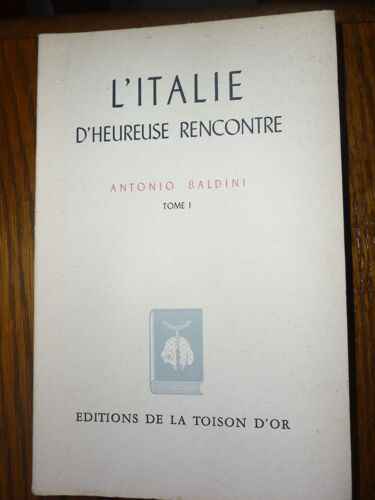 L'ITALIE
D'HEUREUSE RENCONTRE
ANTONIO BALDINI
TOME I
EDITIONS DE LA TOISON D'OR